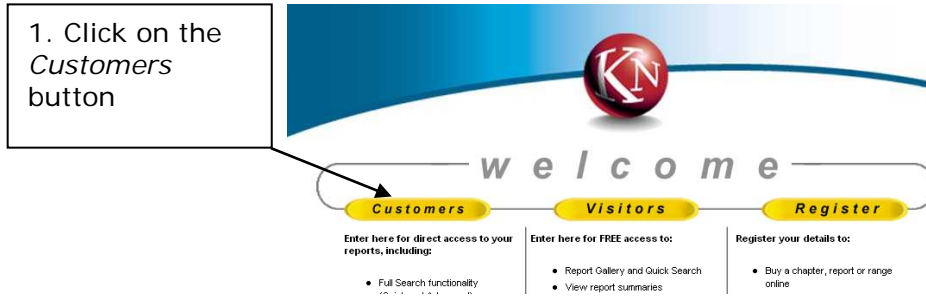 1. Click on the
Customers
button
KN
welcome
Customers
Visitors
Register
Enter here for direct access to your
reports, including:
Full Search functionality
Enter here for FREE access to:
Report Gallery and Quick Search
View report summaries
Register your details to:
Buy a chapter, report or range
online